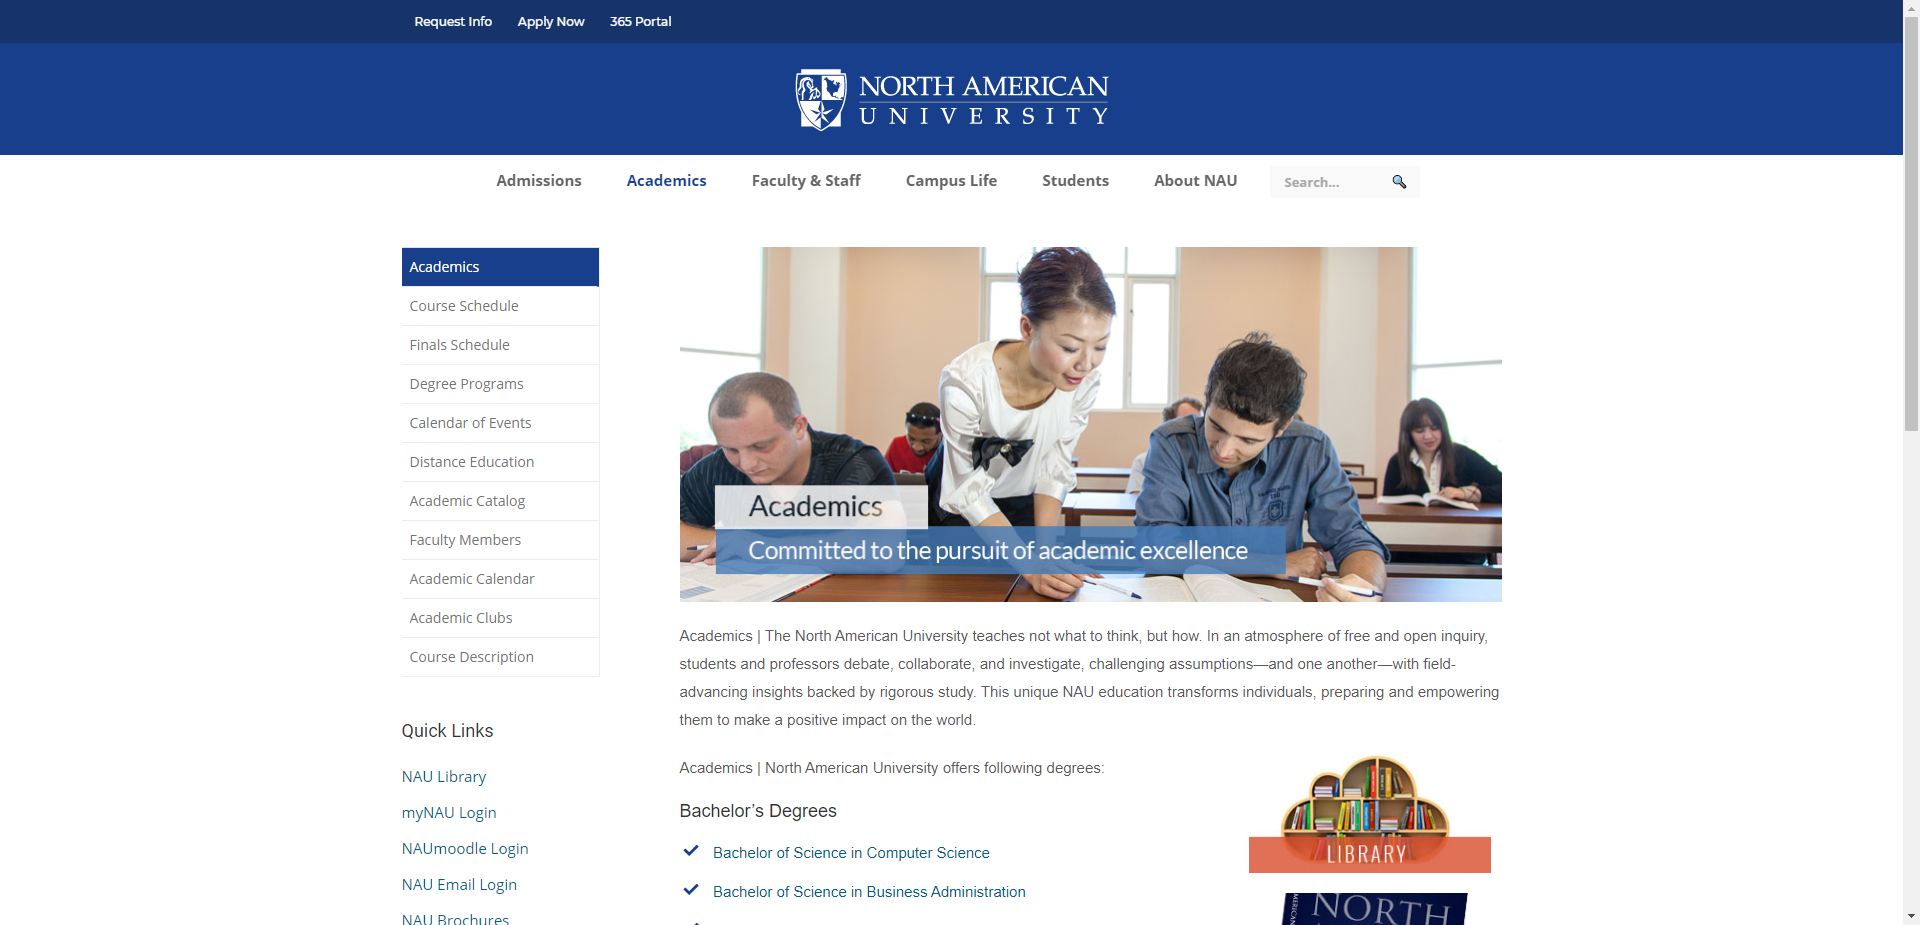 Request Info
Apply Now
365 Portal
NORTH AMERICAN
UNIVERSITY
Admissions
Academics
Faculty & Staff
Campus Life
Students
About NAU
Search...
Academics
Course Schedule
Finals Schedule
Degree Programs
Calendar of Events
Distance Education
Academic Catalog
Faculty Members
Academic Calendar
Academic Clubs
Course Description
Quick Links
NAU Library
myNAU Login
NAUmoodle Login
NAU Email Login
NAU Brochures
Academics
Committed to the pursuit of academic excellence
Academics | The North American University teaches not what to think, but how. In an atmosphere of free and open inquiry,
students and professors debate, collaborate, and investigate, challenging assumptions—and one another—with field-
advancing insights backed by rigorous study. This unique NAU education transforms individuals, preparing and empowering
them to make a positive impact on the world.
Academics | North American University offers following degrees:
Bachelor’s Degrees
Bachelor of Science in Computer Science
Bachelor of Science in Business Administration
LIBRARY
NORTH